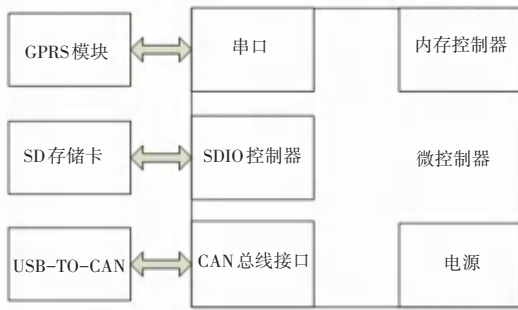 GPRS模块
串口
内存控制器
SD存储卡
SDIO控制器
微控制器
USB-TO-CAN
CAN总线接口
电源